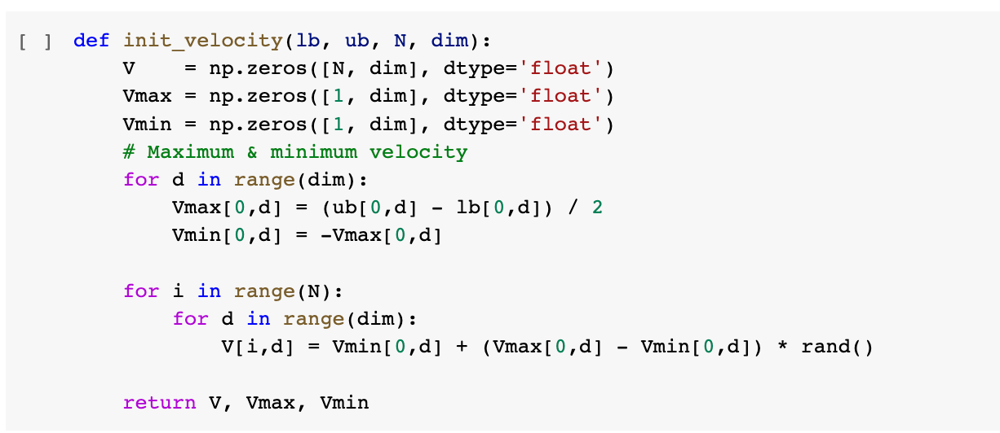 [ ] def init_velocity(lb, ub, N, dim):
    V    = np.zeros([N, dim], dtype='float')
    Vmax = np.zeros([1, dim], dtype='float')
    Vmin = np.zeros([1, dim], dtype='float')
    # Maximum & minimum velocity
    for d in range(dim):
        Vmax[0,d] = (ub[0,d] - lb[0,d]) / 2
        Vmin[0,d] = -Vmax[0,d]

    for i in range(N):
        for d in range(dim):
            V[i,d] = Vmin[0,d] + (Vmax[0,d] - Vmin[0,d]) * rand()

    return V, Vmax, Vmin